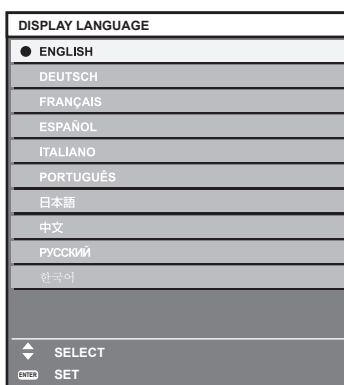 DISPLAY LANGUAGE
ENGLISH
DEUTSCH
FRANÇAIS
ESPAÑOL
ITALIANO
PORTUGUÊS
日本語
中文
РУССКИЙ
한국어
SELECT
ENTER SET